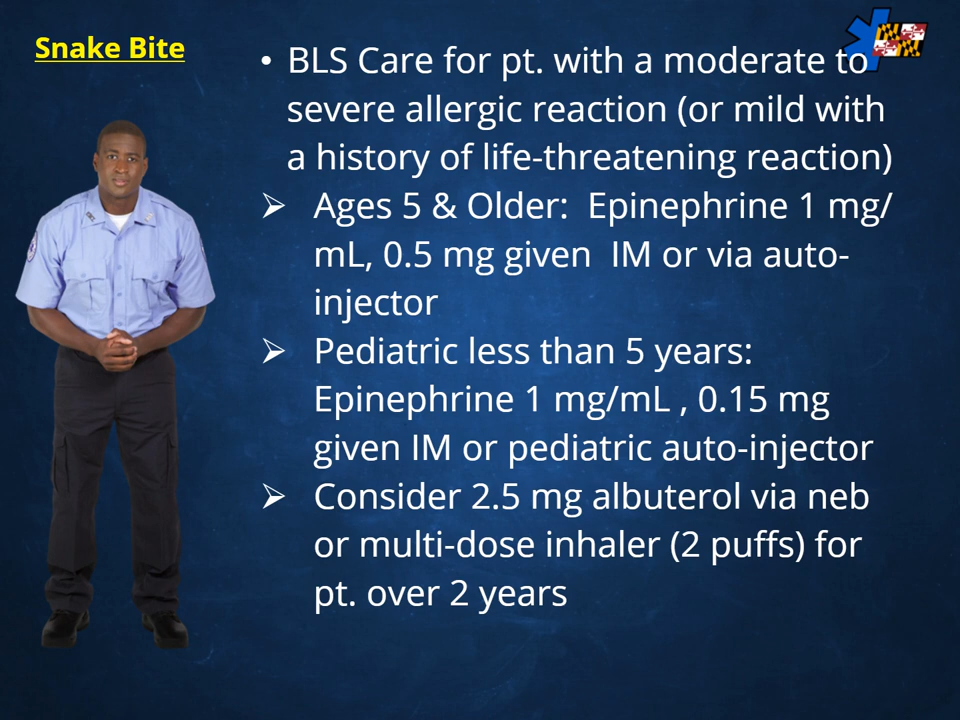 Snake Bite
• BLS Care for pt. with a moderate to
severe allergic reaction (or mild with
a history of life-threatening reaction)
➢ Ages 5 & Older:  Epinephrine 1 mg/
mL, 0.5 mg given  IM or via auto-
injector
➢ Pediatric less than 5 years:
Epinephrine 1 mg/mL , 0.15 mg
given IM or pediatric auto-injector
➢ Consider 2.5 mg albuterol via neb
or multi-dose inhaler (2 puffs) for
pt. over 2 years